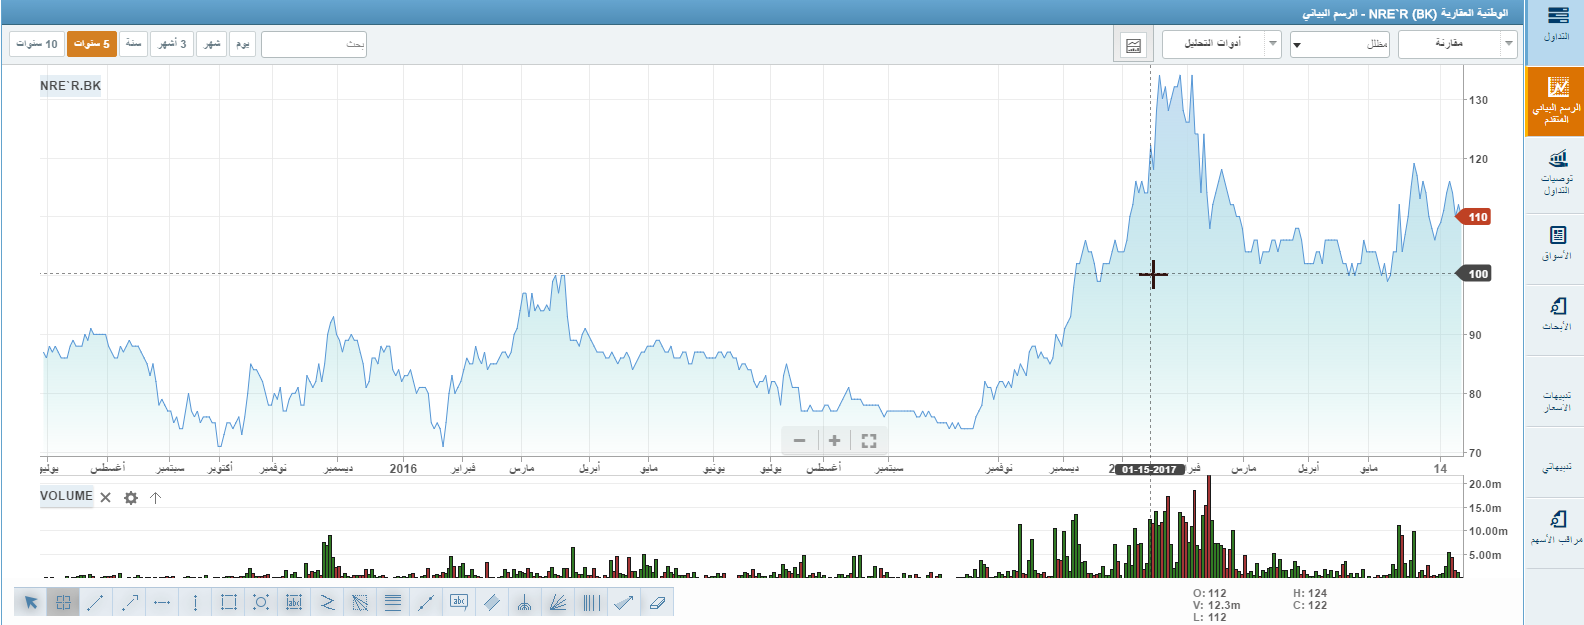 الوطنية العقارية NRE`R (BK) - الرسم البياني
التداول
الرسم البياني
المتقدم
توصيات
التداول
الأسواق
الأبحاث
تنبيهات
الأسعار
تنبيهاتي
مراقب الأسهم
مقارنة
مظلل
أدوات التحليل
بحث
يوم
شهر
3 أشهر
سنة
5 سنوات
10 سنوات
NRE`R.BK
130
120
110
100
90
80
70
يوليو أغسطس سبتمبر أكتوبر نوفمبر ديسمبر 2016 فبراير مارس أبريل مايو يونيو يوليو أغسطس سبتمبر نوفمبر ديسمبر 01-15-2017 مارس أبريل مايو 14
VOLUME
20.0m
15.0m
10.00m
5.00m
abc
abc
O: 112 H: 124
V: 12.3m C: 122
L: 112